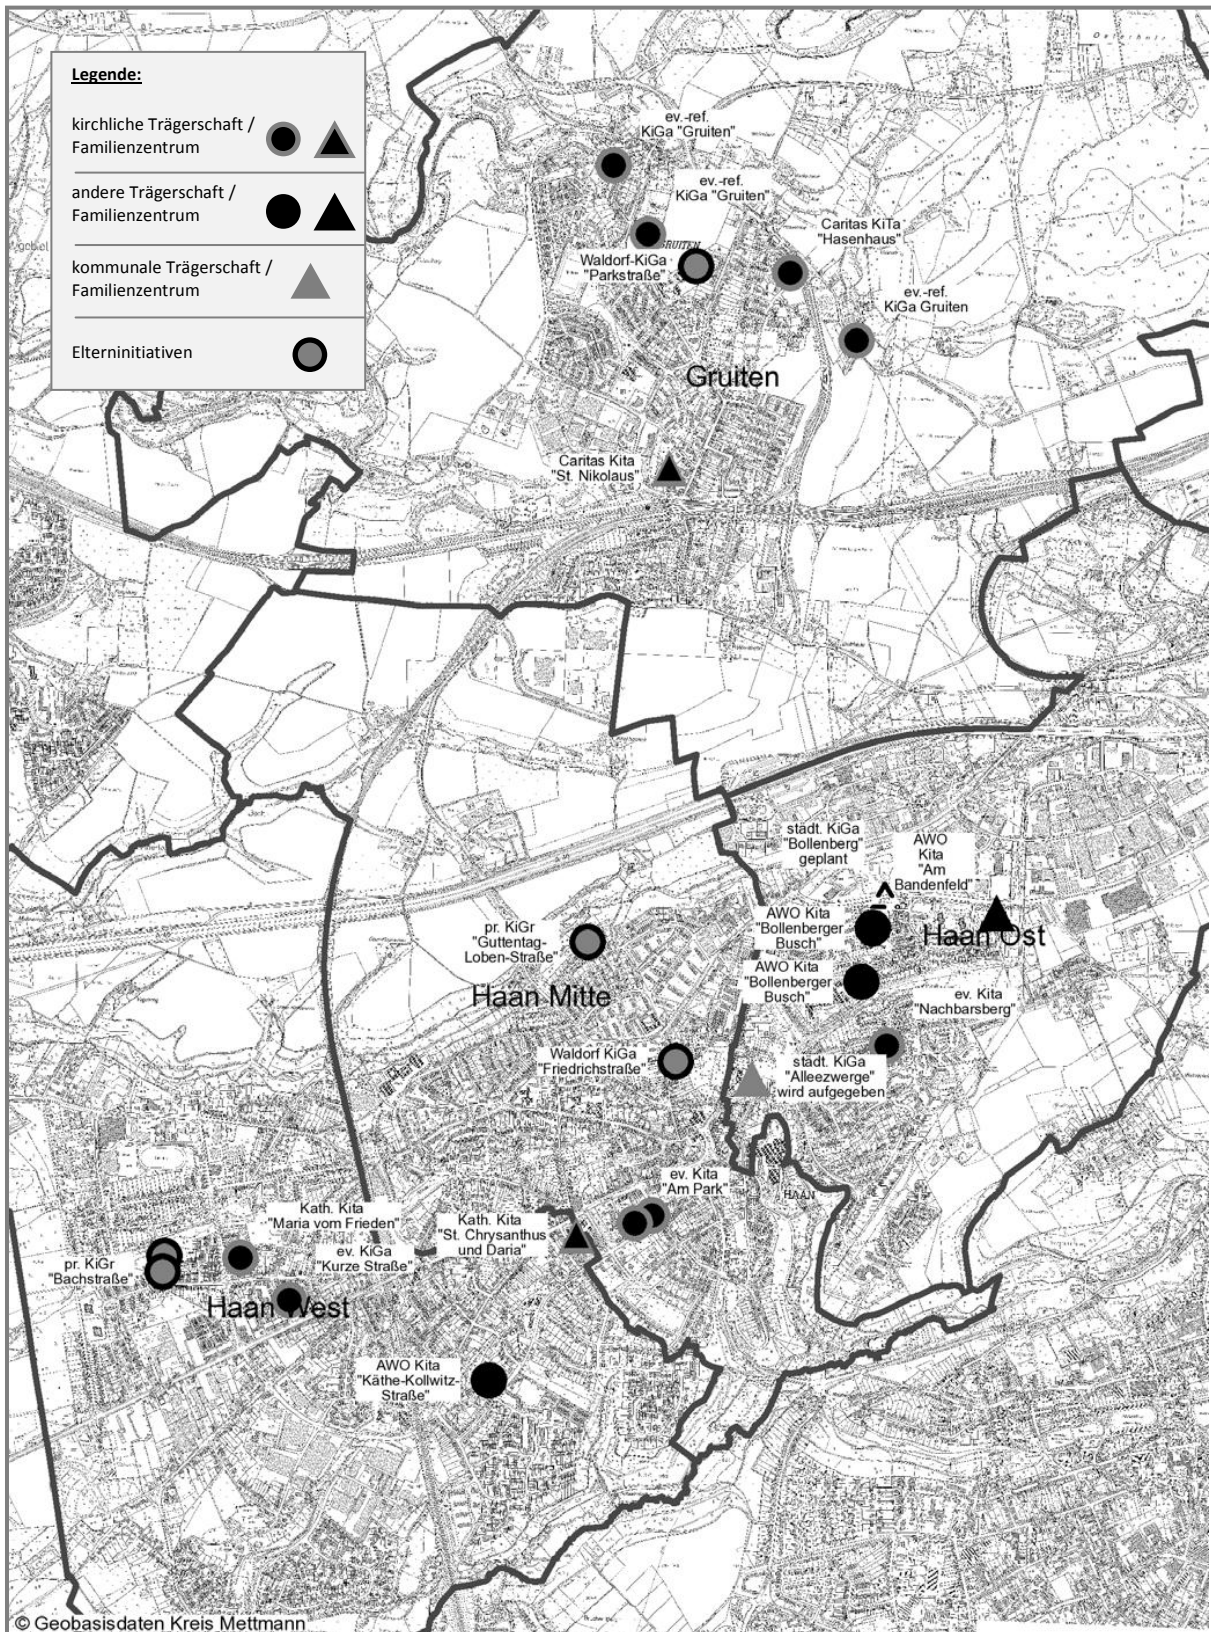 Legende:
kirchliche Trägerschaft /
Familienzentrum
andere Trägerschaft /
Familienzentrum
kommunale Trägerschaft /
Familienzentrum
Elterninitiativen
ev.-ref.
KiGa "Gruiten"
ev.-ref.
KiGa "Gruiten"
Caritas KiTa
"Hasenhaus"
GRUITEN
Waldorf-KiGa
"Parkstraße"
ev.-ref.
KiGa Gruiten
Gruiten
Caritas Kita
"St. Nikolaus"
städt. KiGa
"Bollenberg"
geplant
AWO
Kita
"Am
Bandenfeld"
AWO Kita
"Bollenberger
Busch"
Haan Ost
pr. KiGr
"Guttentag-
Loben-Straße"
AWO Kita
"Bollenberger
Busch"
Haan Mitte
ev. Kita
"Nachbarsberg"
Waldorf KiGa
"Friedrichstraße"
städt. KiGa
"Alleezwerge"
wird aufgegeben
ev. Kita
"Am Park"
HAAN
Kath. Kita
"Maria vom Frieden"
Kath. Kita
"St. Chrysanthus
und Daria"
ev. KiGa
"Kurze Straße"
pr. KiGr
"Bachstraße"
Haan West
AWO Kita
"Käthe-Kollwitz-
Straße"
© Geobasisdaten Kreis Mettmann